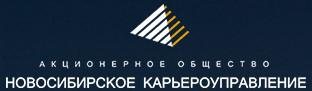 АКЦИОНЕРНОЕ ОБЩЕСТВО
НОВОСИБИРСКОЕ КАРЬЕРОУПРАВЛЕНИЕ